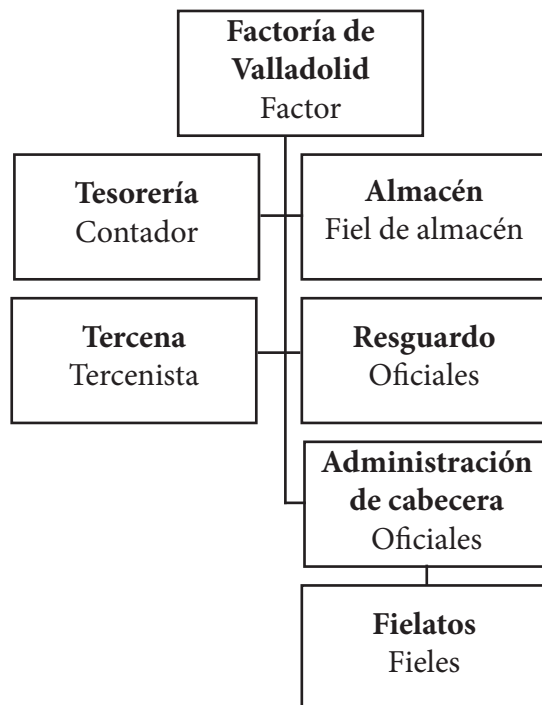 Factoría de
Valladolid
Factor
Tesorería
Contador
Almacén
Fiel de almacén
Tercena
Tercenista
Resguardo
Oficiales
Administración
de cabecera
Oficiales
Fielatos
Fieles